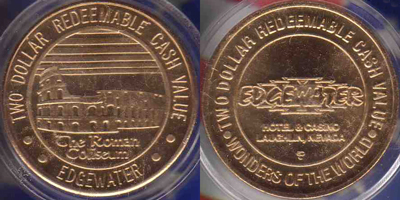 TWO DOLLAR REDEEMABLE CASH VALUE
The Roman
Coliseum
• EDGEWATER •
TWO DOLLAR REDEEMABLE CASH VALUE
EDGEWATER
HOTEL & CASINO
LAUGHLIN, NEVADA
• WONDERS OF THE WORLD •